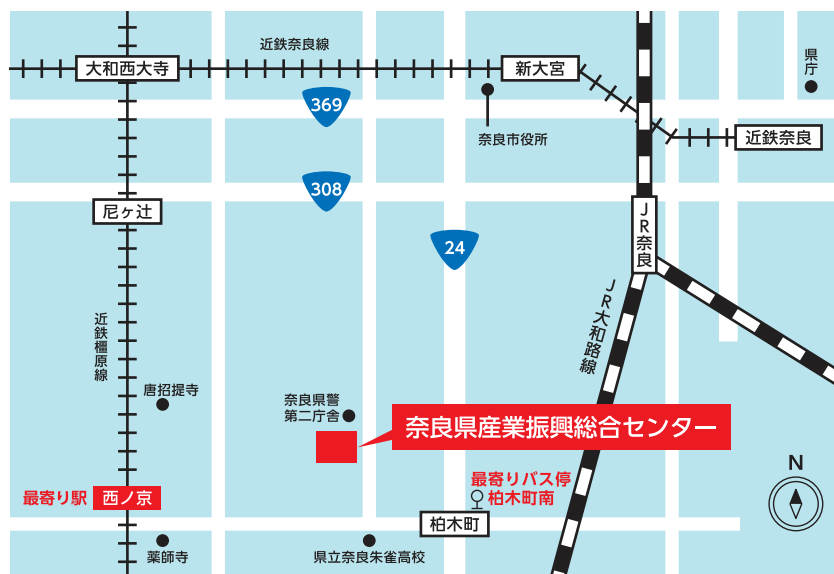 近鉄奈良線
大和西大寺
新大宮
県庁
369
奈良市役所
近鉄奈良
308
尼ヶ辻
JR奈良
24
JR大和路線
近鉄橿原線
唐招提寺
奈良県警
第二庁舎
奈良県産業振興総合センター
最寄りバス停
柏木町南
最寄り駅
西ノ京
N
柏木町
薬師寺
県立奈良朱雀高校